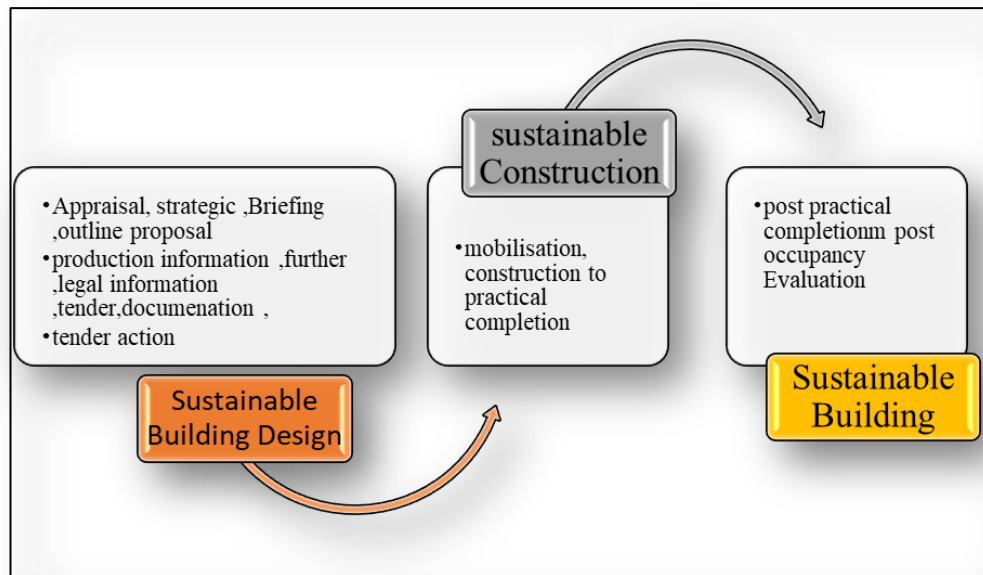 •Appraisal, strategic ,Briefing
,outline proposal
•production information ,further
,legal information
,tender,documenation ,
•tender action
Sustainable
Building Design
sustainable
Construction
•mobilisation,
construction to
practical
completion
•post practical
completionm post
occupancy
Evaluation
Sustainable
Building